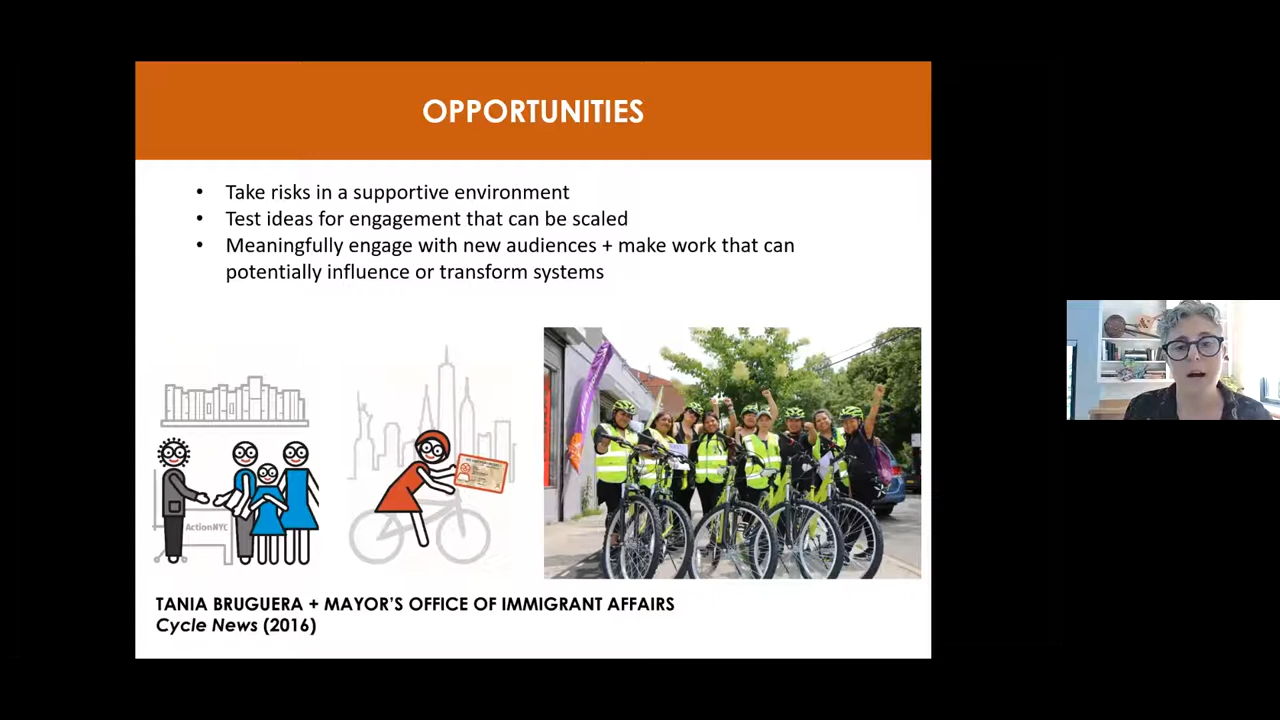 OPPORTUNITIES
• Take risks in a supportive environment
• Test ideas for engagement that can be scaled
• Meaningfully engage with new audiences + make work that can
potentially influence or transform systems
ActionNYC
TANIA BRUGUERA + MAYOR'S OFFICE OF IMMIGRANT AFFAIRS
Cycle News (2016)